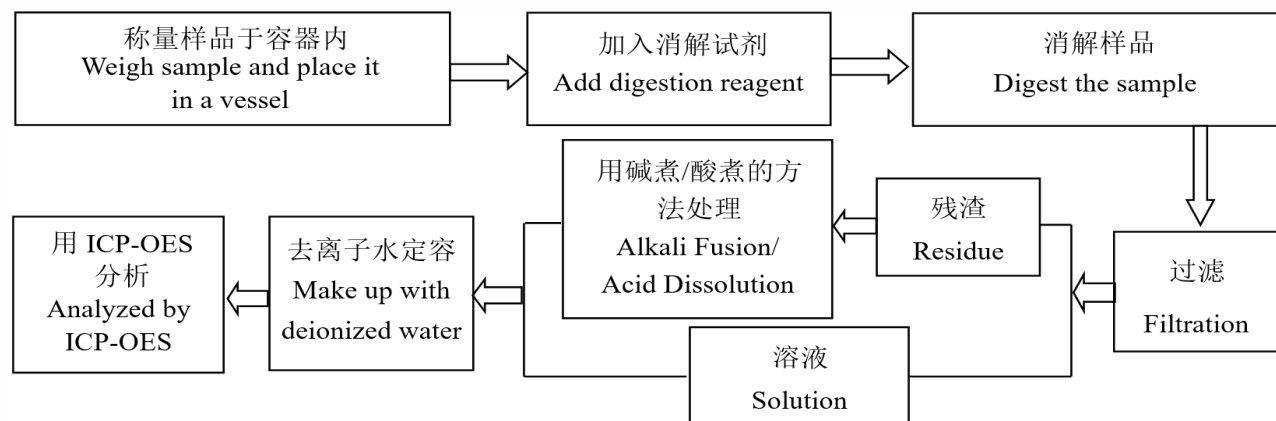 称量样品于容器内
Weigh sample and place it
in a vessel
加入消解试剂
Add digestion reagent
消解样品
Digest the sample
过滤
Filtration
残渣
Residue
用碱煮/酸煮的方
法处理
Alkali Fusion/
Acid Dissolution
溶液
Solution
去离子水定容
Make up with
deionized water
用 ICP-OES
分析
Analyzed by
ICP-OES